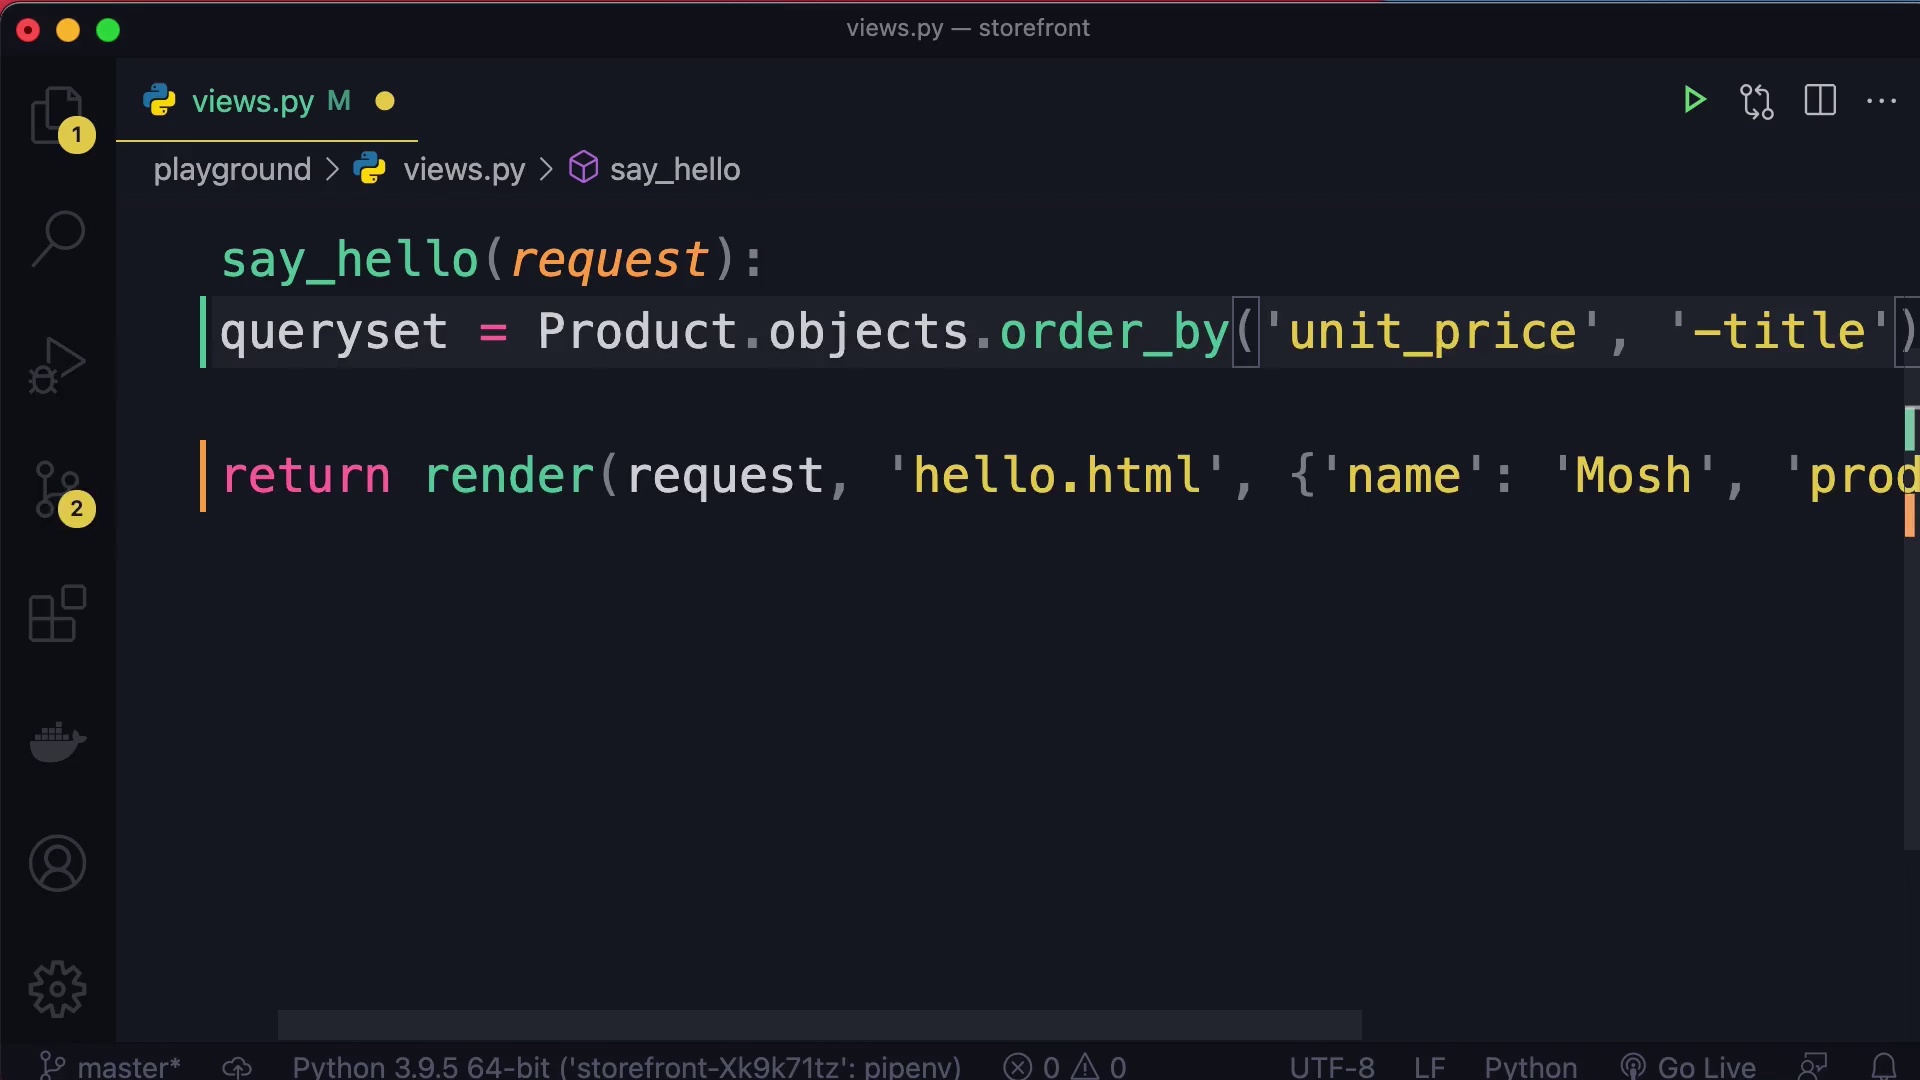 views.py — storefront
views.py M
1
playground > views.py > say_hello
say_hello(request):
queryset = Product.objects.order_by('unit_price', '-title')
return render(request, 'hello.html', {'name': 'Mosh', 'prod
2
master* Python 3.9.5 64-bit ('storefront-Xk9k71tz': pipenv) 0 0 UTF-8 LF Python Go Live